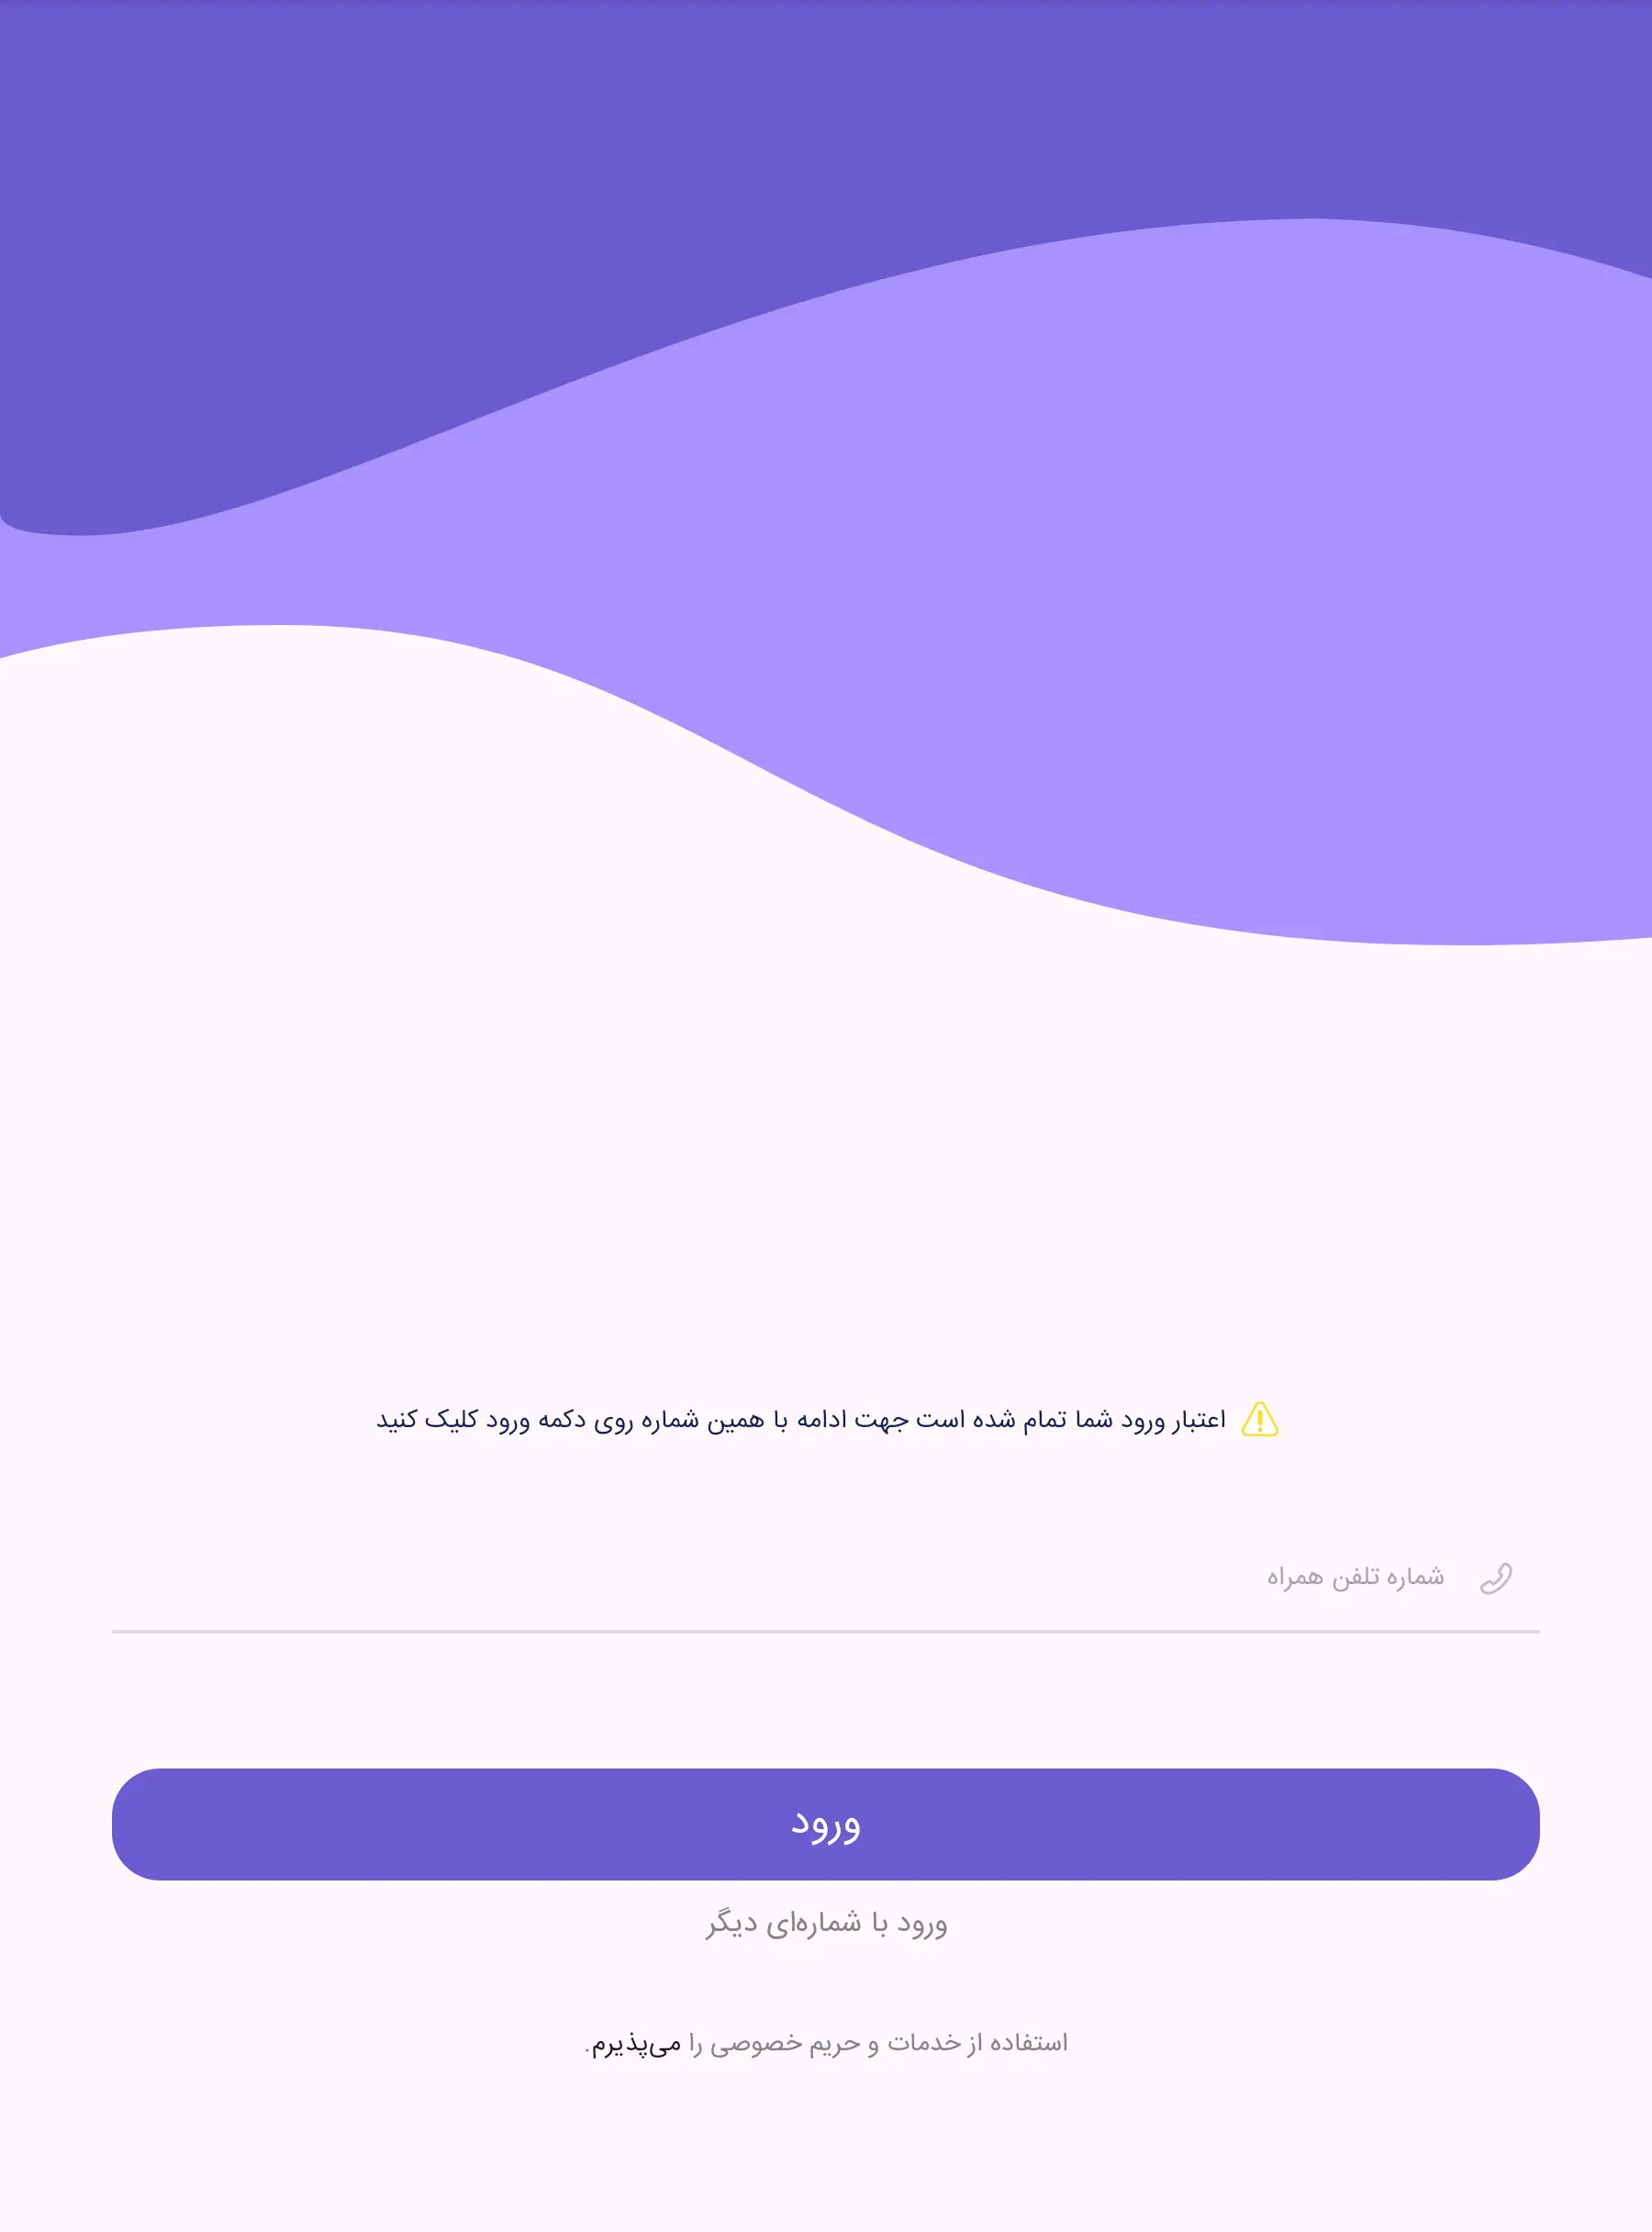 اعتبار ورود شما تمام شده است جهت ادامه با همین شماره روی دکمه ورود کلیک کنید
شماره تلفن همراه
ورود
ورود با شماره‌ای دیگر
استفاده از خدمات و حریم خصوصی را می‌پذیرم.